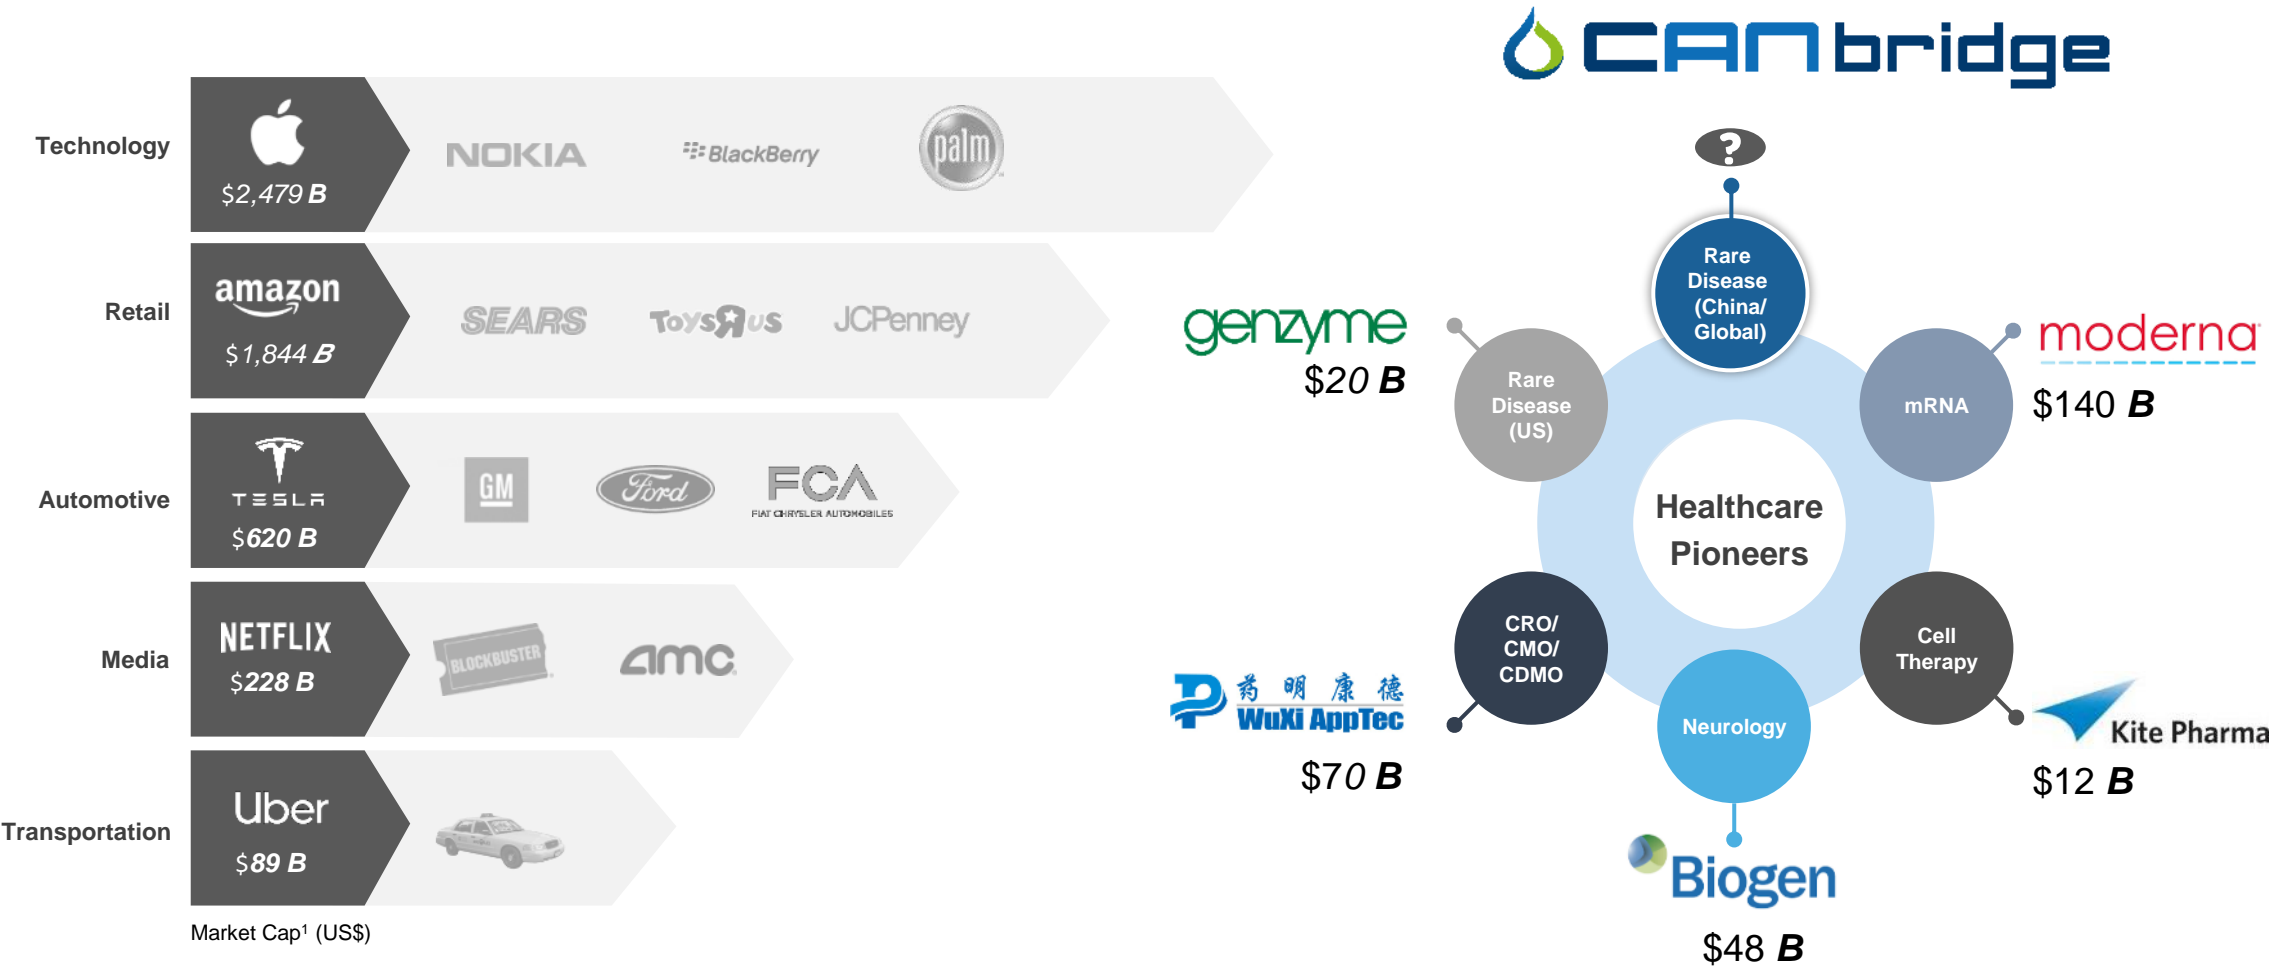 CANbridge
Technology
$2,479 B
NOKIA
BlackBerry
palm
?
Retail
amazon
$1,844 B
SEARS
ToysRus
JCPenney
Automotive
TESLA
$620 B
GM
Ford
FCA
FIAT CHRYSLER AUTOMOBILES
Media
NETFLIX
$228 B
BLOCKBUSTER
amc
Transportation
Uber
$89 B
Market Cap¹ (US$)
Rare
Disease
(China/
Global)
genzyme
$20 B
Rare
Disease
(US)
mRNA
moderna
$140 B
Healthcare
Pioneers
CRO/
CMO/
CDMO
药明康德
WuXi AppTec
$70 B
Neurology
Biogen
$48 B
Cell
Therapy
Kite Pharma
$12 B